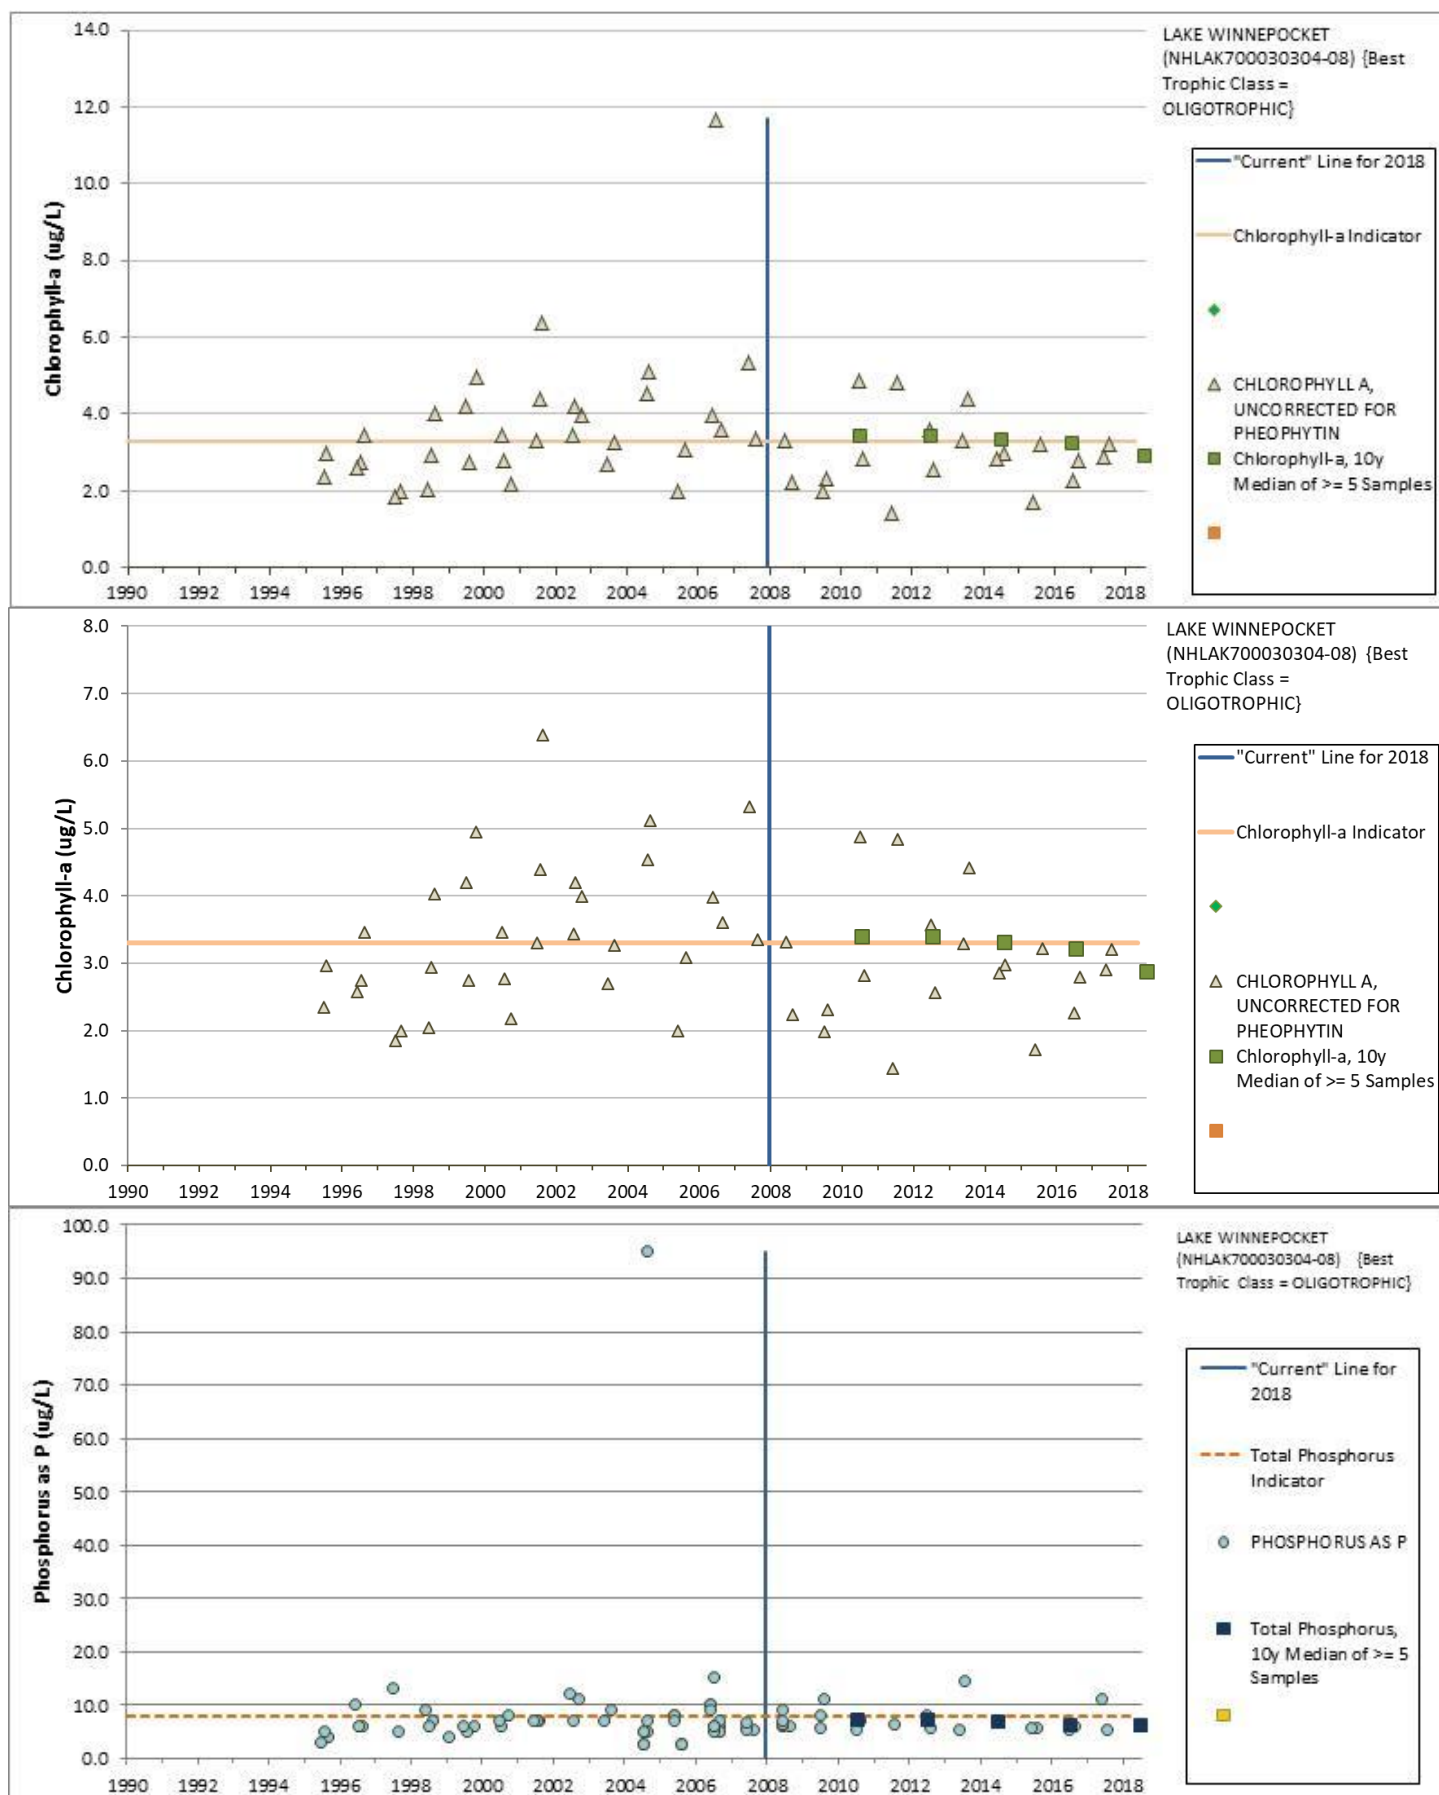 14.0
12.0
10.0
8.0
6.0
4.0
2.0
0.0
Chlorophyll-a (ug/L)
1990 1992 1994 1996 1998 2000 2002 2004 2006 2008 2010 2012 2014 2016 2018
LAKE WINNEPOCKET
(NHLAK700030304-08) {Best
Trophic Class =
OLIGOTROPHIC}
"Current" Line for 2018
Chlorophyll-a Indicator
CHLOROPHYLL A,
UNCORRECTED FOR
PHEOPHYTIN
Chlorophyll-a, 10y
Median of >= 5 Samples
8.0
7.0
6.0
5.0
4.0
3.0
2.0
1.0
0.0
Chlorophyll-a (ug/L)
1990 1992 1994 1996 1998 2000 2002 2004 2006 2008 2010 2012 2014 2016 2018
LAKE WINNEPOCKET
(NHLAK700030304-08) {Best
Trophic Class =
OLIGOTROPHIC}
"Current" Line for 2018
Chlorophyll-a Indicator
CHLOROPHYLL A,
UNCORRECTED FOR
PHEOPHYTIN
Chlorophyll-a, 10y
Median of >= 5 Samples
100.0
90.0
80.0
70.0
60.0
50.0
40.0
30.0
20.0
10.0
0.0
Phosphorus as P (ug/L)
1990 1992 1994 1996 1998 2000 2002 2004 2006 2008 2010 2012 2014 2016 2018
LAKE WINNEPOCKET
(NHLAK700030304-08) {Best
Trophic Class = OLIGOTROPHIC}
"Current" Line for
2018
Total Phosphorus
Indicator
PHOSPHORUS AS P
Total Phosphorus,
10y Median of >= 5
Samples